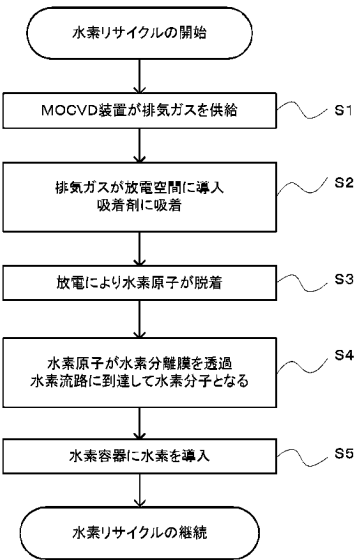 水素リサイクルの開始
MOCVD装置が排気ガスを供給
S1
排気ガスが放電空間に導入
吸着剤に吸着
S2
放電により水素原子が脱着
S3
水素原子が水素分離膜を透過
水素流路に到達して水素分子となる
S4
水素容器に水素を導入
S5
水素リサイクルの継続